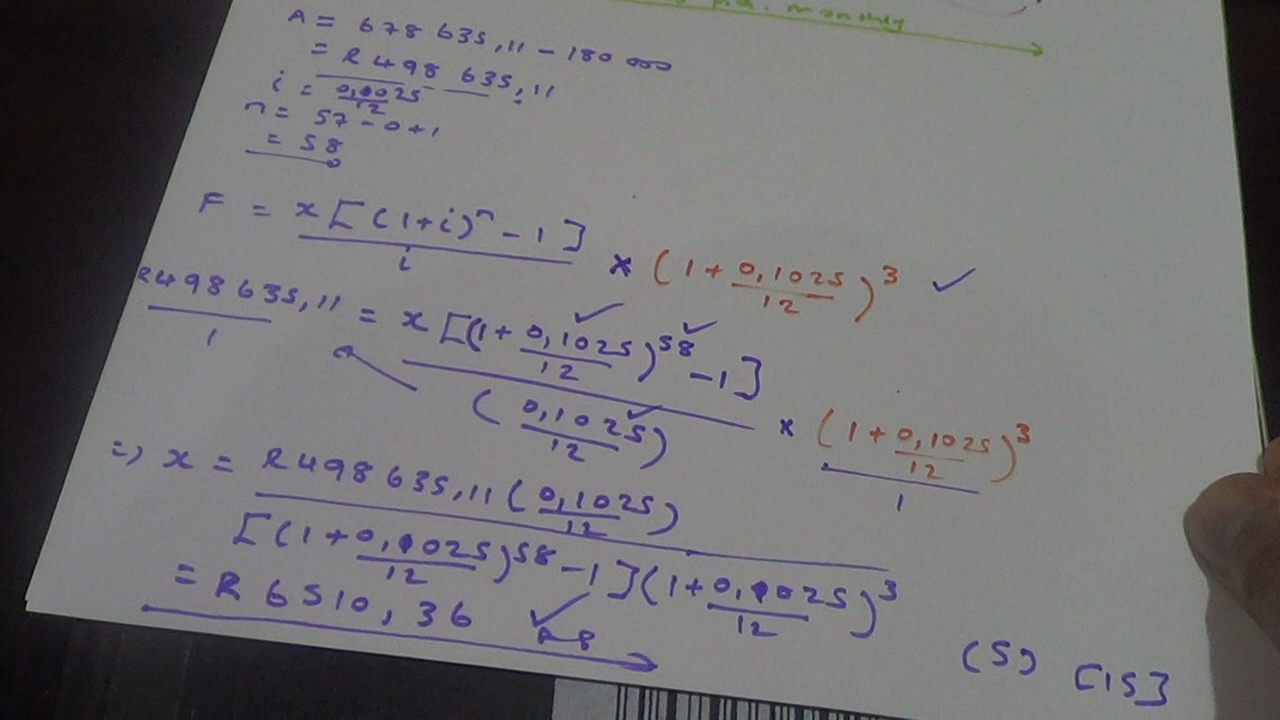 p.a. monthly
A = 678 635,11 - 180 000
= R 498 635,11
i = 0,1025/12
n = 57 - 0 + 1
= 58
F = x[(1+i)ⁿ - 1]/i × (1 + 0,1025/12)³ ✓
R498 635,11/1 = x[(1 + 0,1025/12)⁵⁸ - 1]/(0,1025/12) × (1 + 0,1025/12)³/1
=> x = R498 635,11(0,1025/12)/[(1 + 0,1025/12)⁵⁸ - 1](1 + 0,1025/12)³
= R 6510,36 ✓
(5) [15]